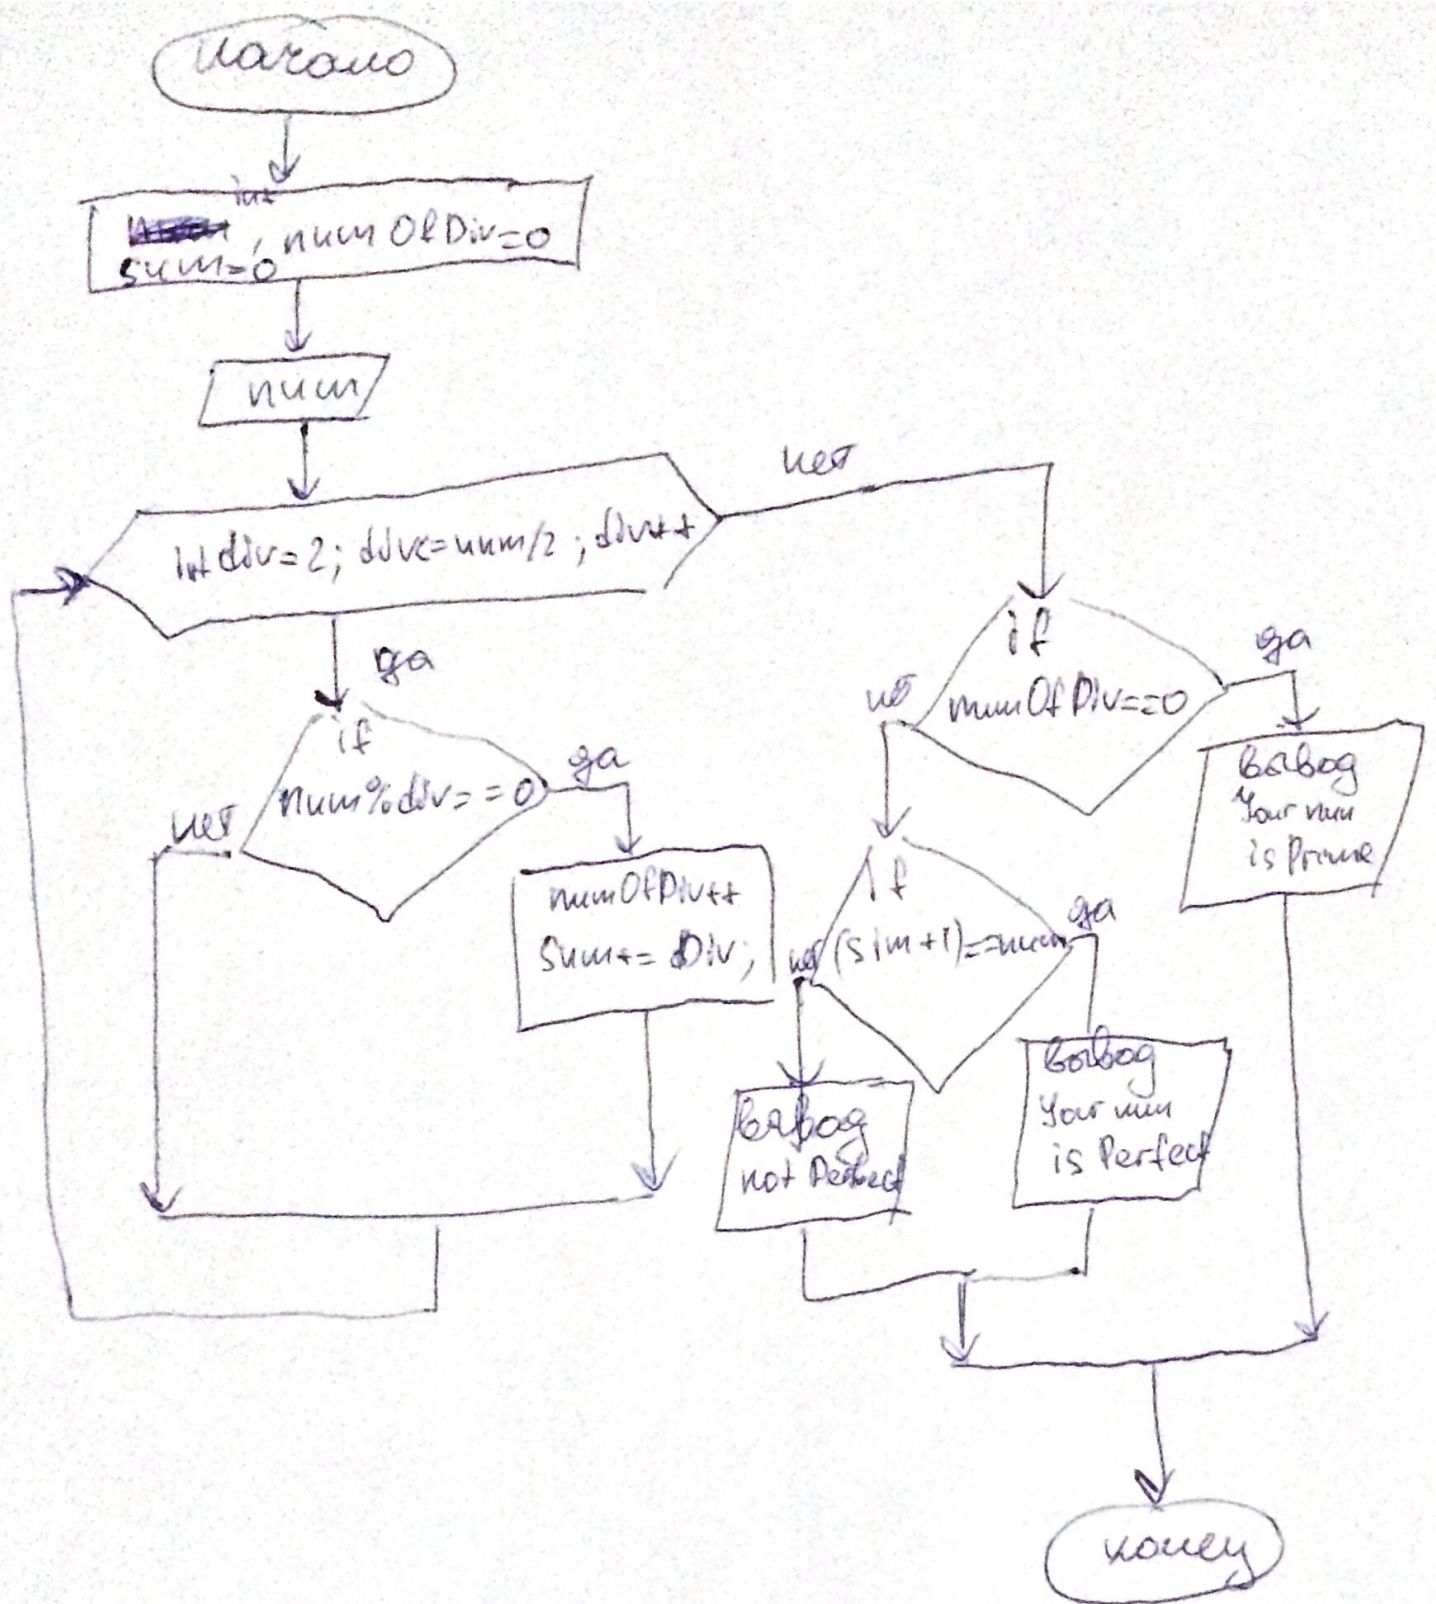 начало
int
, numOfDiv=0
sum=0
num
int div=2; div<=num/2; div++
нет
да
if
num%div==0
да
нет
numOfDiv++
Sum+= Div;
if
numOfDiv==0
да
нет
вывод
Your num
is Prime
if
(sim+1)==num
да
нет
вывод
not Perfect
вывод
Your num
is Perfect
конец